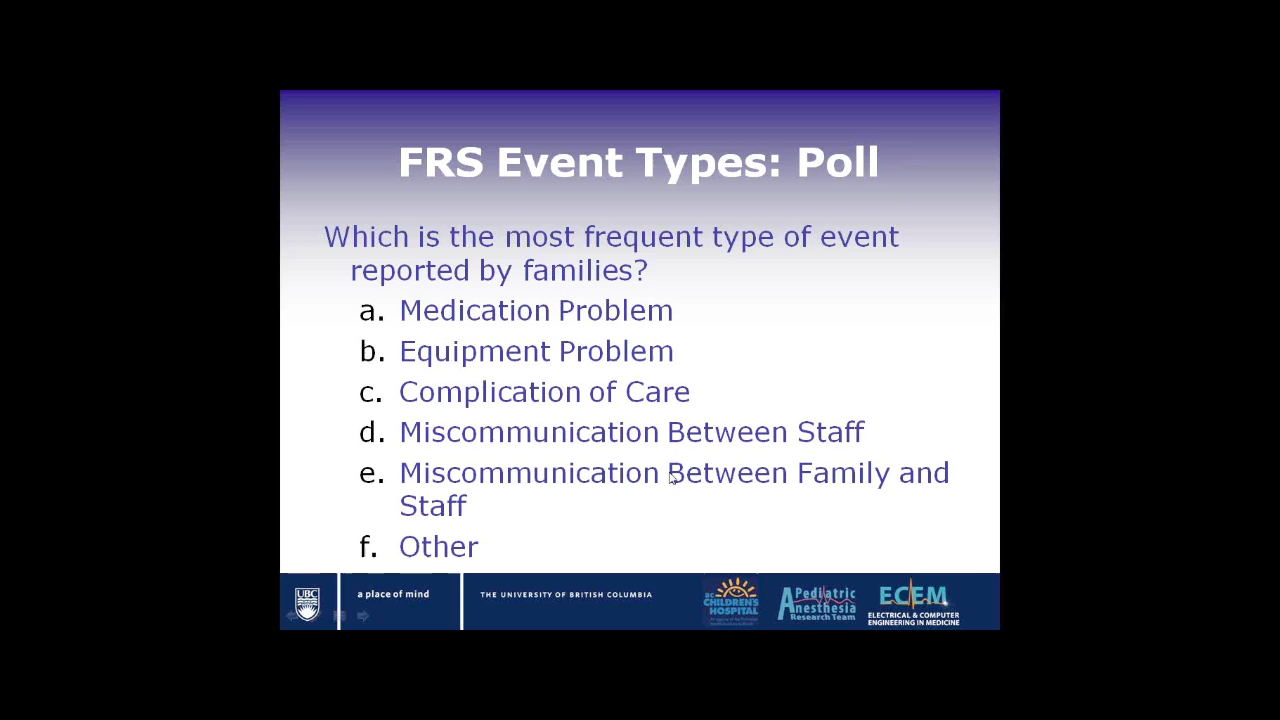 FRS Event Types: Poll
Which is the most frequent type of event
reported by families?
a. Medication Problem
b. Equipment Problem
c. Complication of Care
d. Miscommunication Between Staff
e. Miscommunication Between Family and
Staff
f. Other
UBC
a place of mind
THE UNIVERSITY OF BRITISH COLUMBIA
BC
CHILDREN'S
HOSPITAL
Pediatric
Anesthesia
Research Team
ECEM
ELECTRICAL & COMPUTER
ENGINEERING IN MEDICINE